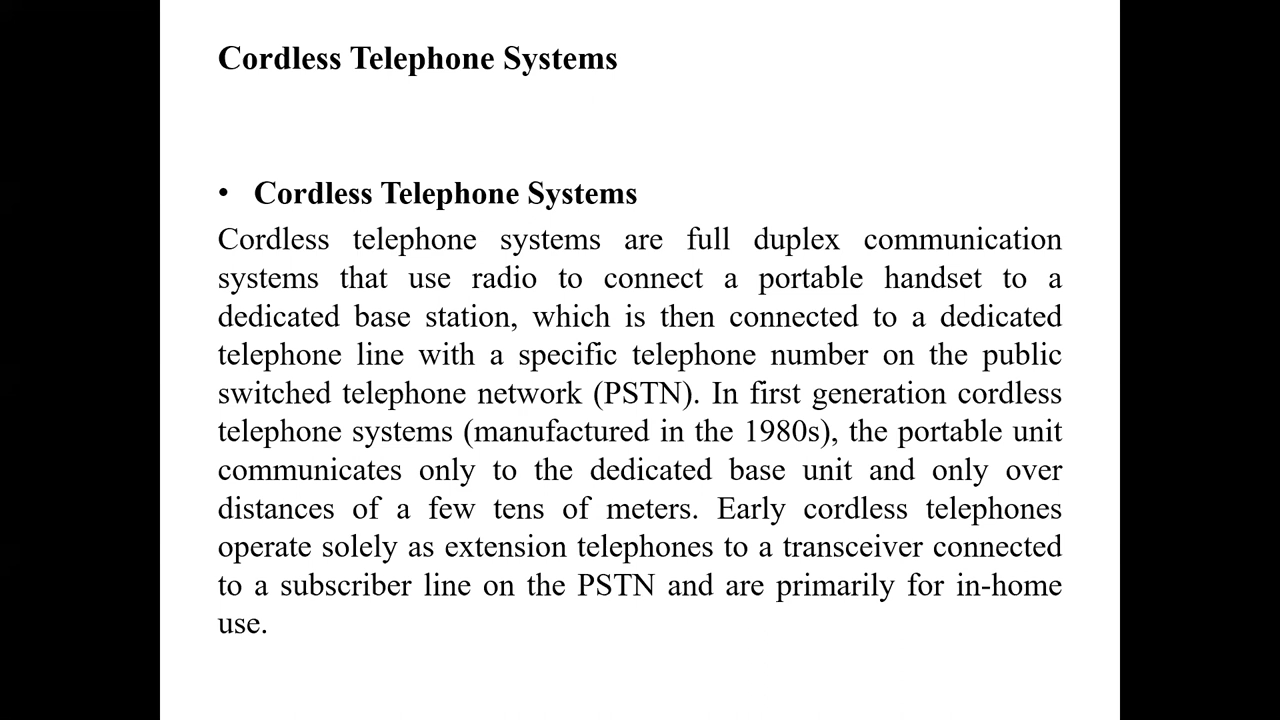 Cordless Telephone Systems
• Cordless Telephone Systems
Cordless telephone systems are full duplex communication
systems that use radio to connect a portable handset to a
dedicated base station, which is then connected to a dedicated
telephone line with a specific telephone number on the public
switched telephone network (PSTN). In first generation cordless
telephone systems (manufactured in the 1980s), the portable unit
communicates only to the dedicated base unit and only over
distances of a few tens of meters. Early cordless telephones
operate solely as extension telephones to a transceiver connected
to a subscriber line on the PSTN and are primarily for in-home
use.